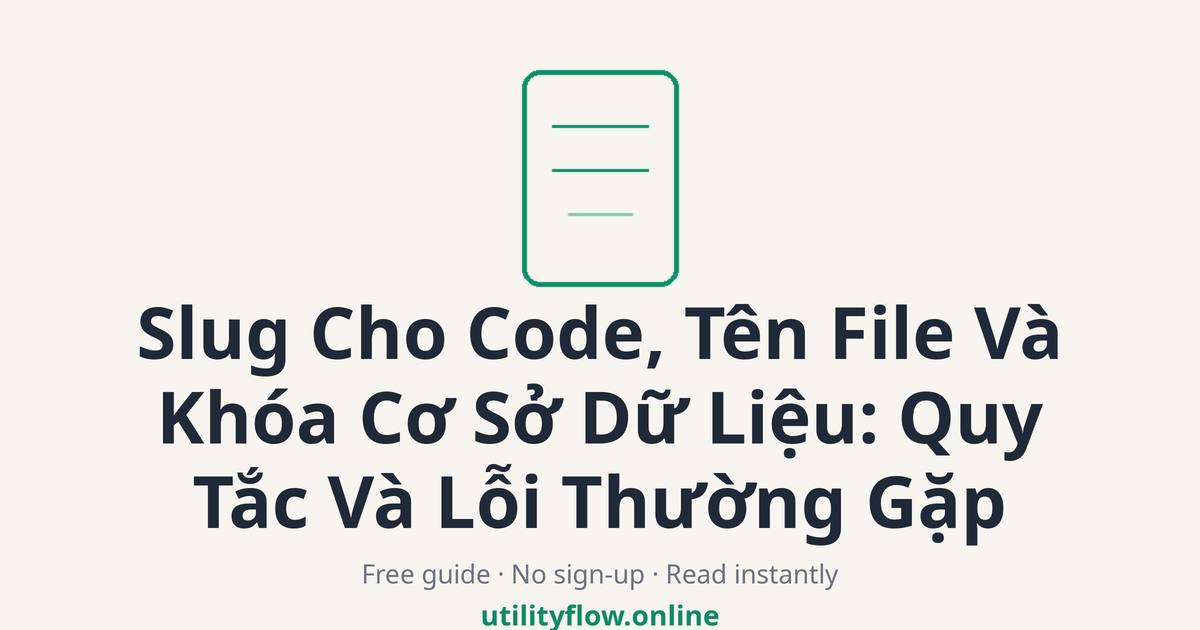 Slug Cho Code, Tên File Và
Khóa Cơ Sở Dữ Liệu: Quy
Tắc Và Lỗi Thường Gặp
Free guide · No sign-up · Read instantly
utilityflow.online